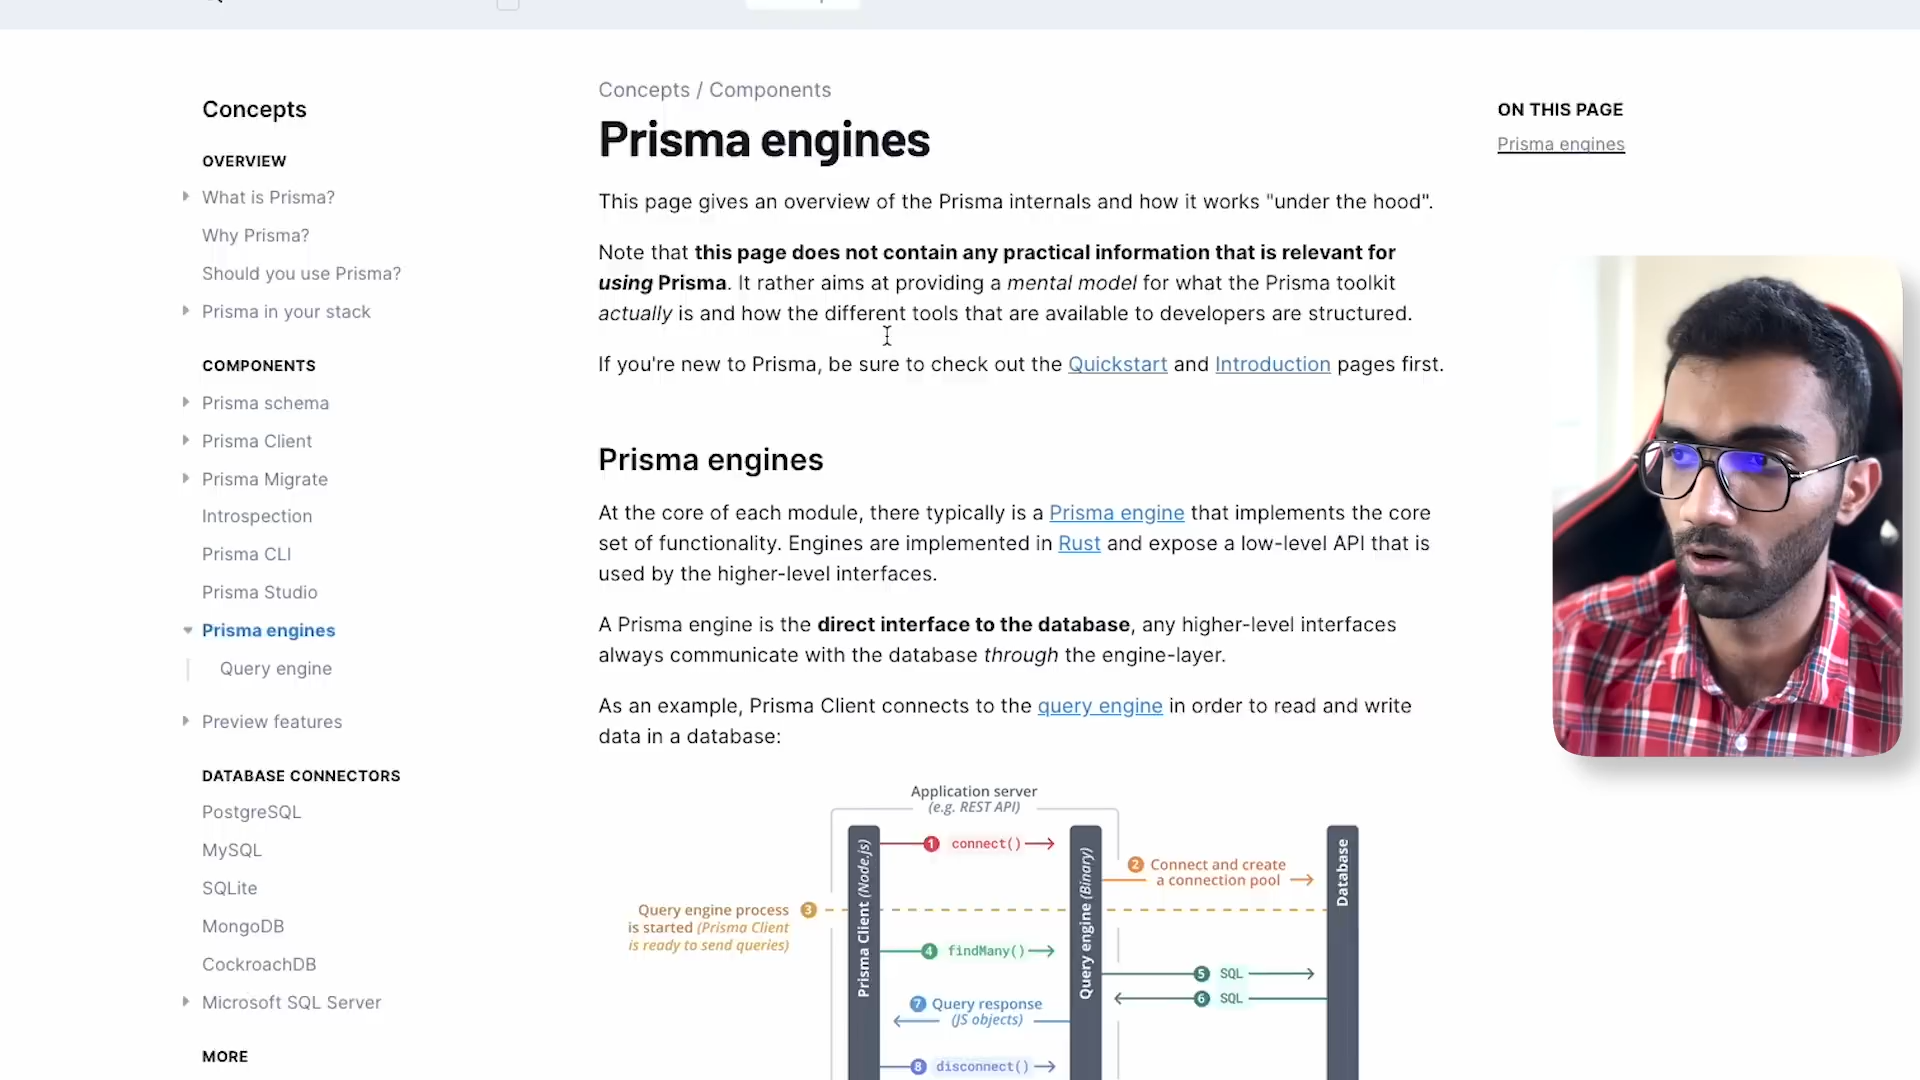 Concepts
OVERVIEW
What is Prisma?
Why Prisma?
Should you use Prisma?
Prisma in your stack
COMPONENTS
Prisma schema
Prisma Client
Prisma Migrate
Introspection
Prisma CLI
Prisma Studio
Prisma engines
Query engine
Preview features
DATABASE CONNECTORS
PostgreSQL
MySQL
SQLite
MongoDB
CockroachDB
Microsoft SQL Server
MORE
Concepts / Components
Prisma engines
This page gives an overview of the Prisma internals and how it works "under the hood".
Note that this page does not contain any practical information that is relevant for
using Prisma. It rather aims at providing a mental model for what the Prisma toolkit
actually is and how the different tools that are available to developers are structured.
If you're new to Prisma, be sure to check out the Quickstart and Introduction pages first.
Prisma engines
At the core of each module, there typically is a Prisma engine that implements the core
set of functionality. Engines are implemented in Rust and expose a low-level API that is
used by the higher-level interfaces.
A Prisma engine is the direct interface to the database, any higher-level interfaces
always communicate with the database through the engine-layer.
As an example, Prisma Client connects to the query engine in order to read and write
data in a database:
Application server
(e.g. REST API)
Prisma Client (Node.js)
Query engine (Binary)
Database
1 connect()
2 Connect and create
a connection pool
Query engine process 3
is started (Prisma Client
is ready to send queries)
4 findMany()
5 SQL
6 SQL
7 Query response
(JS objects)
8 disconnect()
ON THIS PAGE
Prisma engines